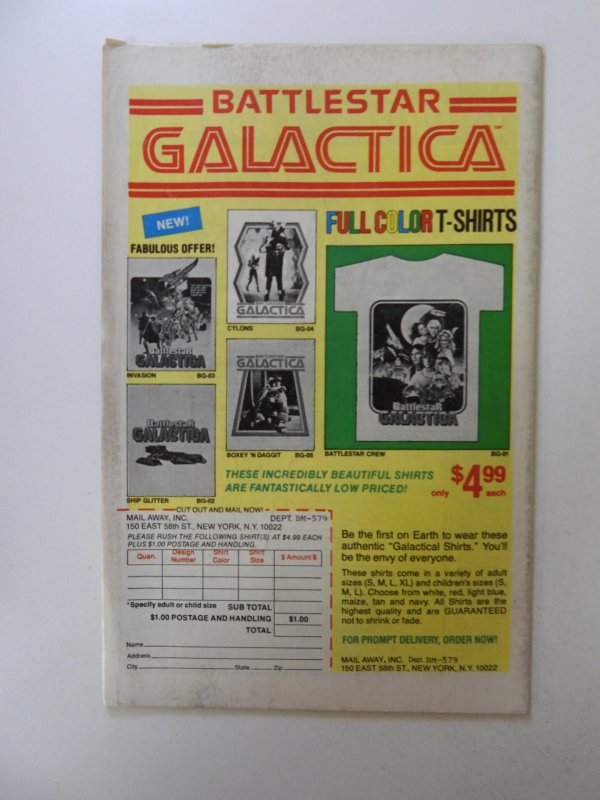 BATTLESTAR
GALACTICA™
NEW!
FULL COLOR T-SHIRTS
FABULOUS OFFER!
GALACTICA
CYLONS BG-04
Battlestar
GALACTICA
INVASION BG-03
BATTLESTAR
GALACTICA
BOXEY 'N DAGGIT BG-05
Battlestar
GALACTICA
BATTLESTAR CREW BG-01
Battlestar
GALACTICA
SHIP GLITTER BG-02
THESE INCREDIBLY BEAUTIFUL SHIRTS
ARE FANTASTICALLY LOW PRICED!
only $4.99 each
CUT OUT AND MAIL NOW!
MAIL AWAY, INC. DEPT. BM-579
150 EAST 58th ST., NEW YORK, N.Y. 10022
PLEASE RUSH THE FOLLOWING SHIRT(S) AT $4.99 EACH
PLUS $1.00 POSTAGE AND HANDLING.
Quan. Design Number Shirt Color Shirt Size $ Amount $
*Specify adult or child size SUB TOTAL
$1.00 POSTAGE AND HANDLING $1.00
TOTAL
Name
Address
City State Zip
Be the first on Earth to wear these
authentic "Galactical Shirts." You'll
be the envy of everyone.
These shirts come in a variety of adult
sizes (S, M, L, XL) and children's sizes (S,
M, L). Choose from white, red, light blue,
maize, tan and navy. All Shirts are the
highest quality and are GUARANTEED
not to shrink or fade.
FOR PROMPT DELIVERY, ORDER NOW!
MAIL AWAY, INC. Dept. BM-579
150 EAST 58th ST., NEW YORK, N.Y. 10022